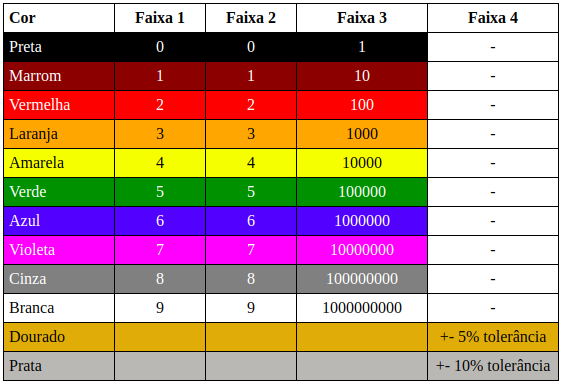 Cor Faixa 1 Faixa 2 Faixa 3 Faixa 4
Preta 0 0 1 -
Marrom 1 1 10 -
Vermelha 2 2 100 -
Laranja 3 3 1000 -
Amarela 4 4 10000 -
Verde 5 5 100000 -
Azul 6 6 1000000 -
Violeta 7 7 10000000 -
Cinza 8 8 100000000 -
Branca 9 9 1000000000 -
Dourado +- 5% tolerância
Prata +- 10% tolerância